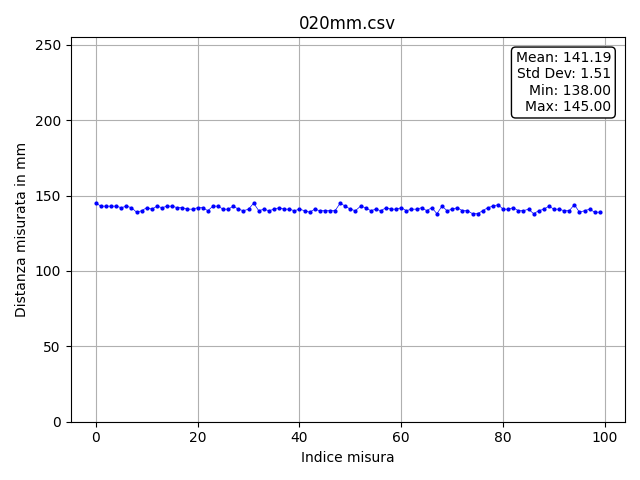 020mm.csv
250
200
150
100
50
0
Distanza misurata in mm
Mean: 141.19
Std Dev: 1.51
Min: 138.00
Max: 145.00
0 20 40 60 80 100
Indice misura